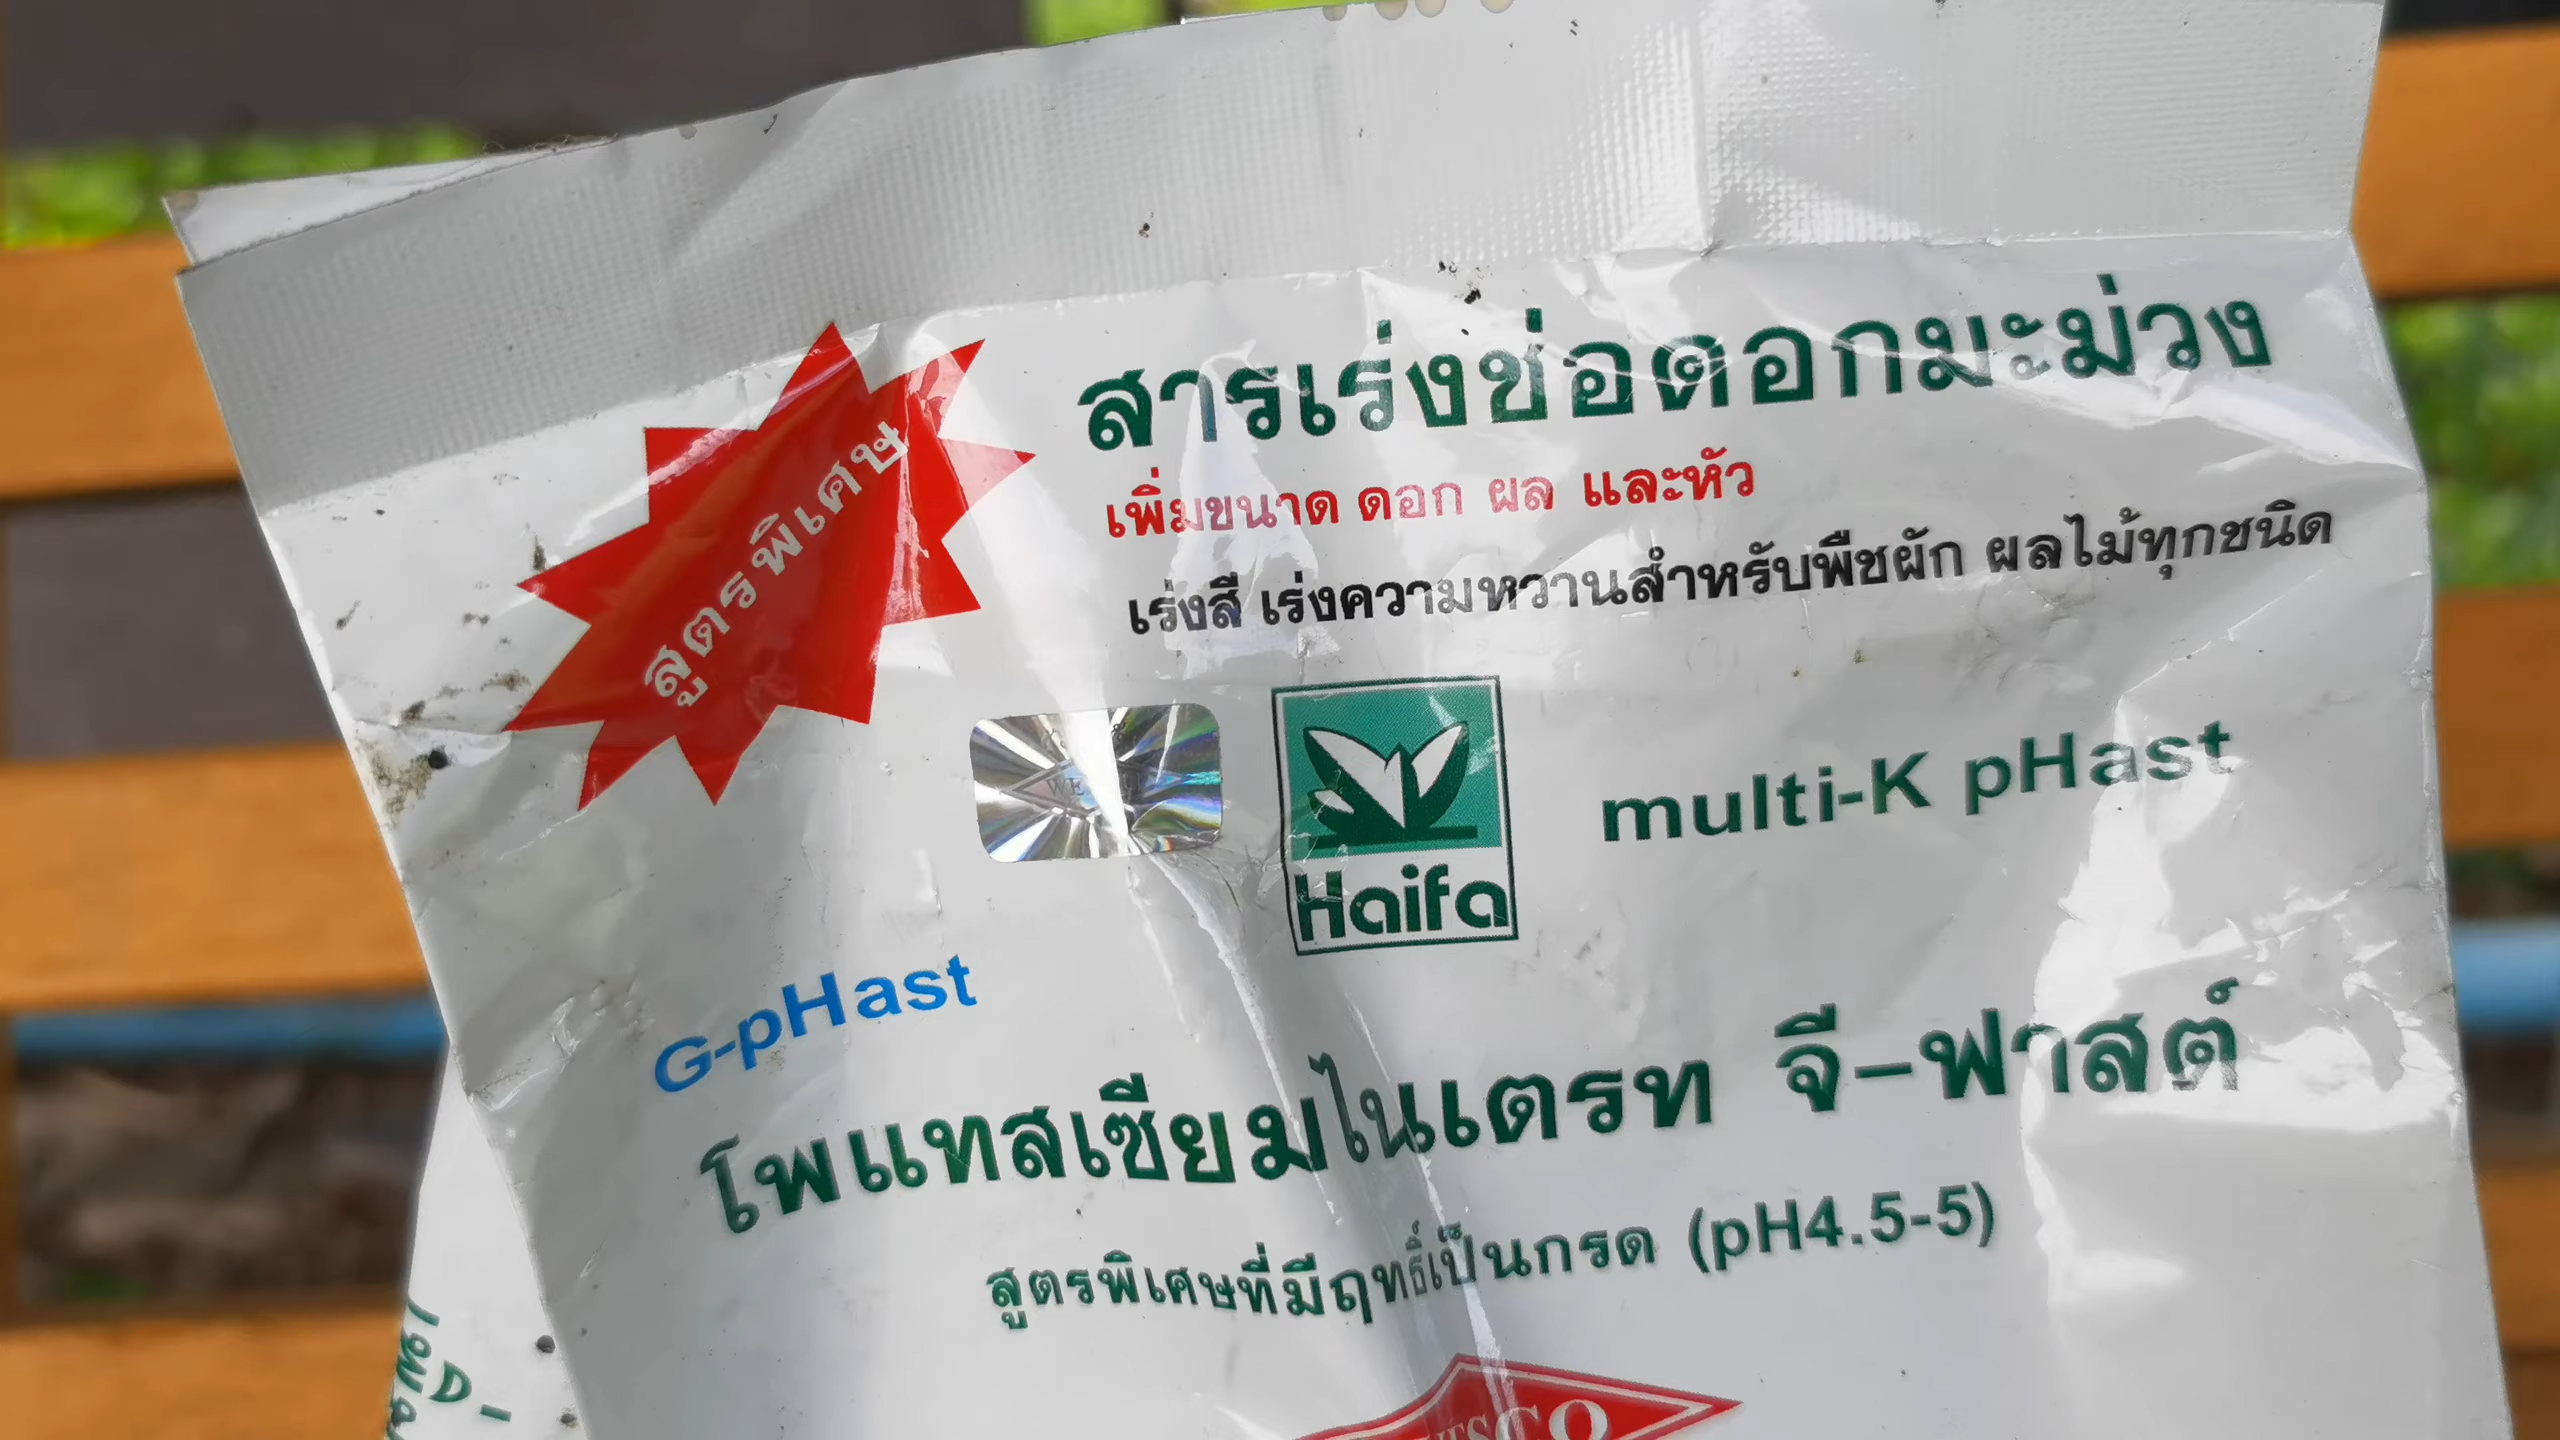 สารเร่งช่อดอกมะม่วง
สูตรพิเศษ
เพิ่มขนาด ดอก ผล และหัว
เร่งสี เร่งความหวานสำหรับพืชผัก ผลไม้ทุกชนิด
Haifa
multi-K pHast
G-pHast
โพแทสเซียมไนเตรท จี-ฟาสต์
สูตรพิเศษที่มีฤทธิ์เป็นกรด (pH4.5-5)